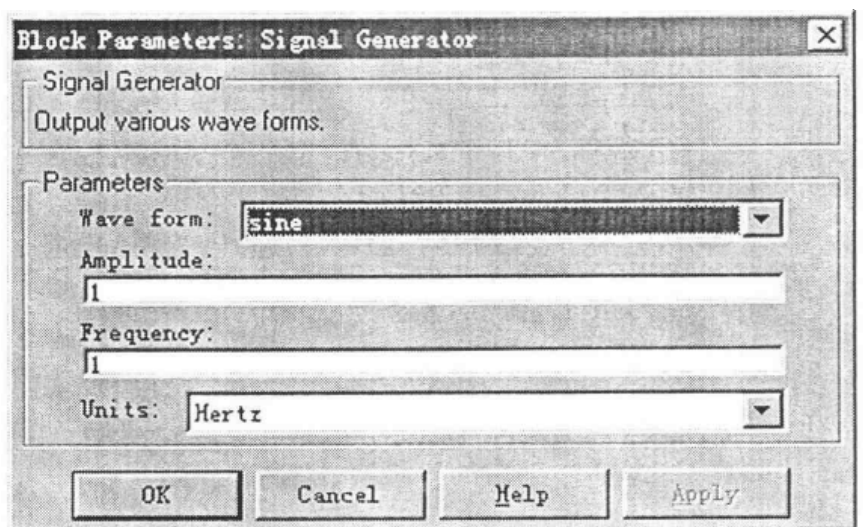 Block Parameters: Signal Generator
Signal Generator
Output various wave forms.
Parameters
Wave form: sine
Amplitude:
1
Frequency:
1
Units: Hertz
OK Cancel Help Apply